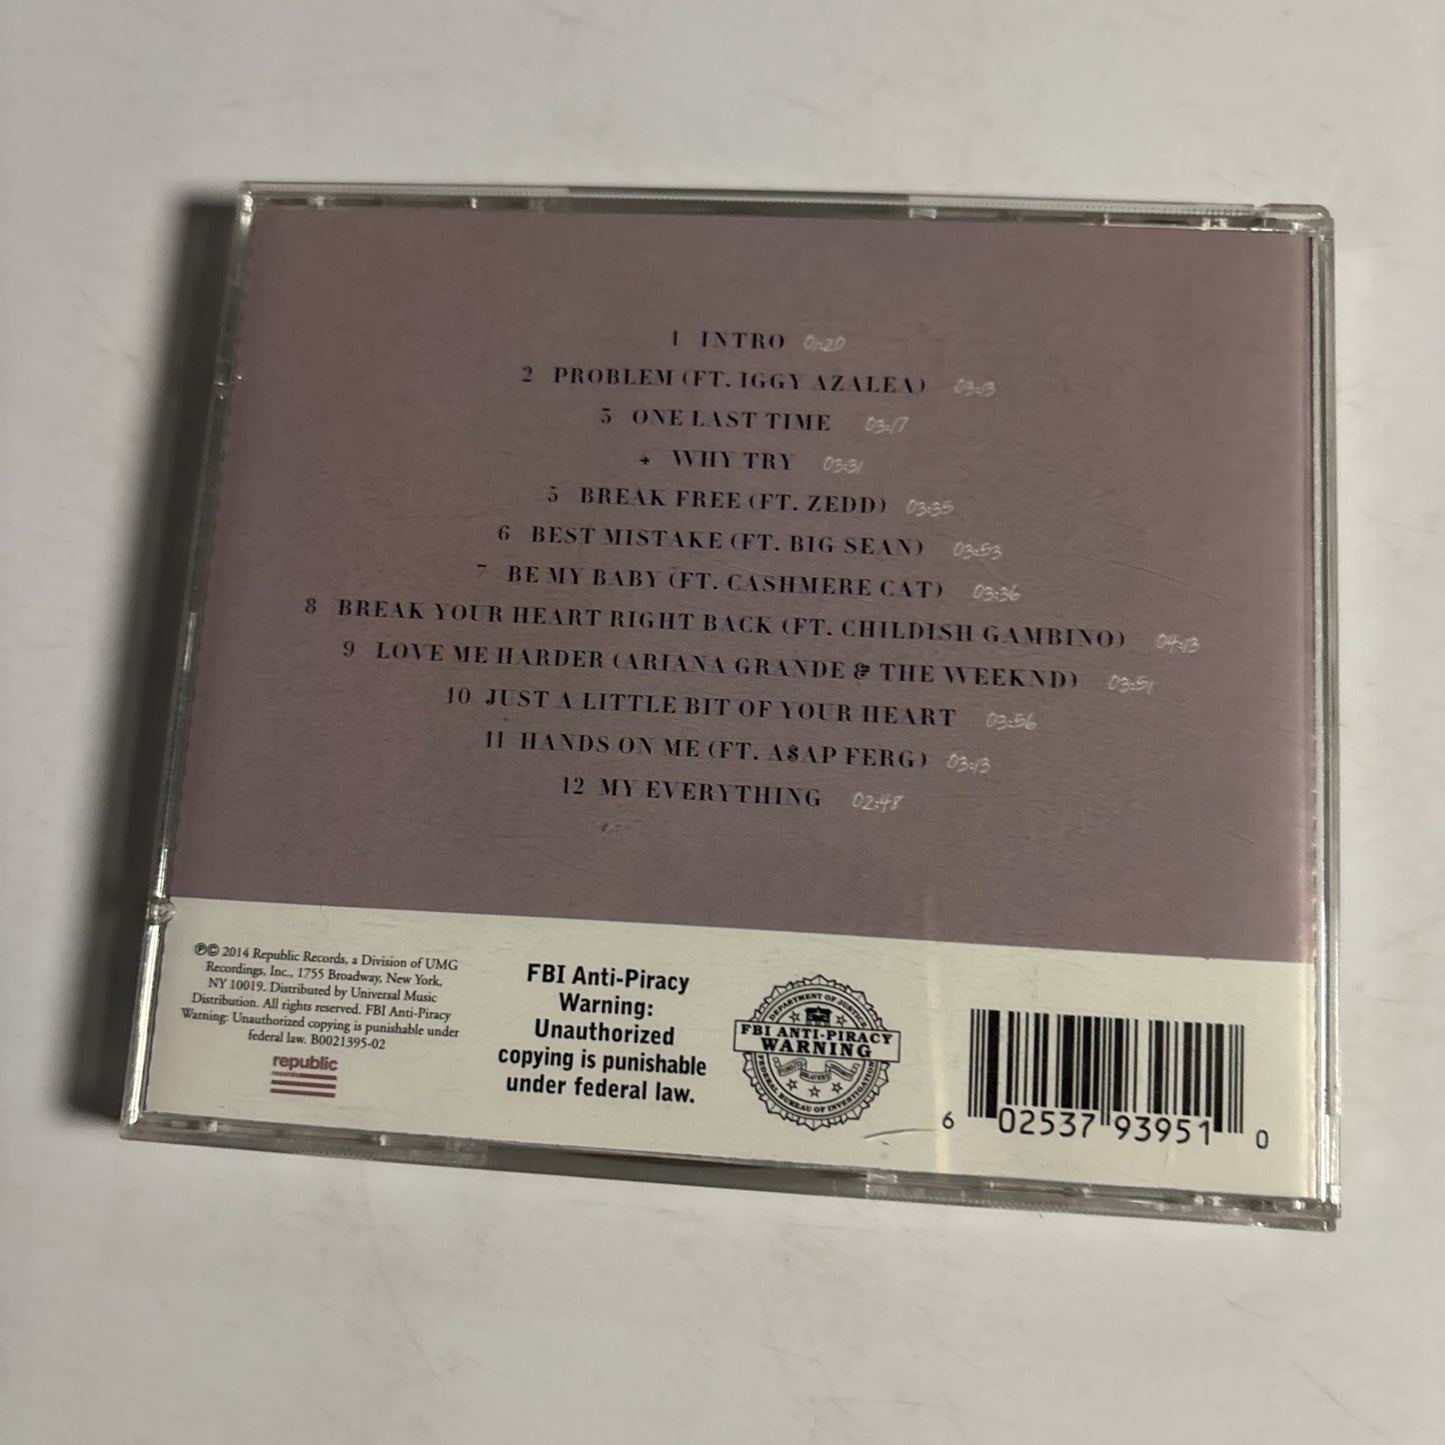 1 INTRO 01:20
2 PROBLEM (FT. IGGY AZALEA) 03:13
3 ONE LAST TIME 03:17
4 WHY TRY 03:31
5 BREAK FREE (FT. ZEDD) 03:35
6 BEST MISTAKE (FT. BIG SEAN) 03:53
7 BE MY BABY (FT. CASHMERE CAT) 03:36
8 BREAK YOUR HEART RIGHT BACK (FT. CHILDISH GAMBINO) 04:13
9 LOVE ME HARDER (ARIANA GRANDE & THE WEEKND) 03:51
10 JUST A LITTLE BIT OF YOUR HEART 03:56
11 HANDS ON ME (FT. A$AP FERG) 03:13
12 MY EVERYTHING 02:48
℗© 2014 Republic Records, a Division of UMG
Recordings, Inc., 1755 Broadway, New York,
NY 10019. Distributed by Universal Music
Distribution. All rights reserved. FBI Anti-Piracy
Warning: Unauthorized copying is punishable under
federal law. B0021395-02
republic
FBI Anti-Piracy
Warning:
Unauthorized
copying is punishable
under federal law.
DEPARTMENT OF JUSTICE
FBI ANTI-PIRACY
WARNING
FEDERAL BUREAU OF INVESTIGATION
6 02537 93951 0